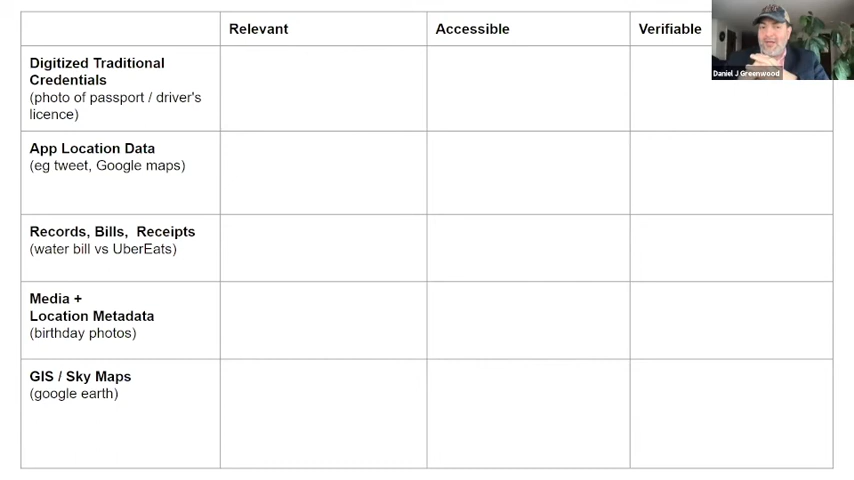 Relevant
Accessible
Verifiable
Daniel J Greenwood
Digitized Traditional
Credentials
(photo of passport / driver's
licence)
App Location Data
(eg tweet, Google maps)
Records, Bills,  Receipts
(water bill vs UberEats)
Media +
Location Metadata
(birthday photos)
GIS / Sky Maps
(google earth)